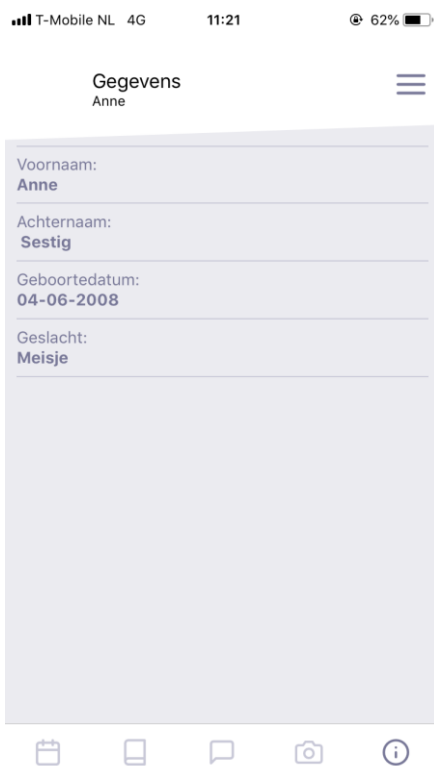 T-Mobile NL 4G 11:21 62%
Gegevens
Anne
Voornaam:
Anne
Achternaam:
Sestig
Geboortedatum:
04-06-2008
Geslacht:
Meisje